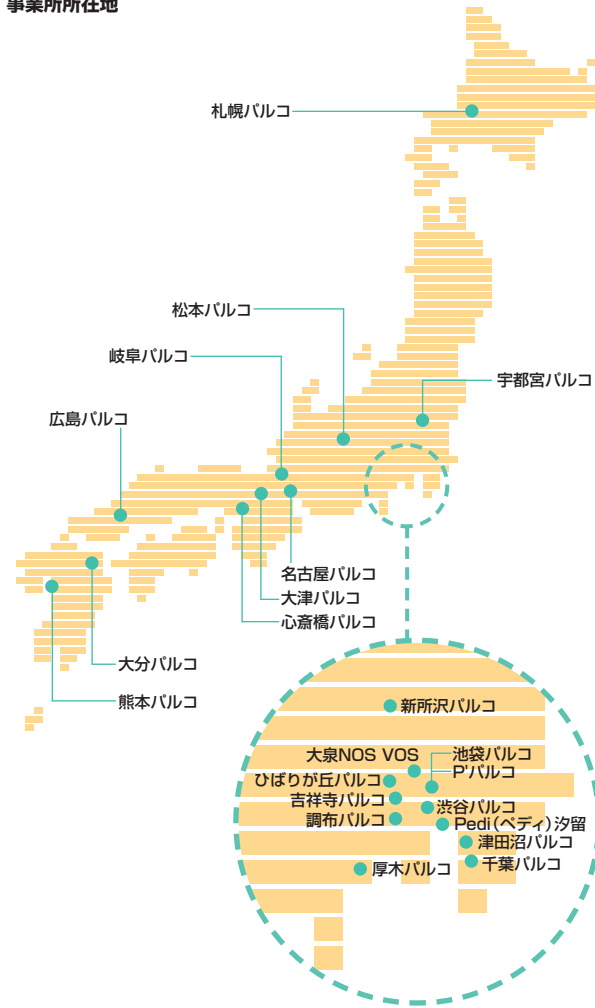 事業所所在地
札幌パルコ
松本パルコ
岐阜パルコ
宇都宮パルコ
広島パルコ
名古屋パルコ
大津パルコ
心斎橋パルコ
大分パルコ
熊本パルコ
新所沢パルコ
大泉NOS VOS
池袋パルコ
P'パルコ
ひばりが丘パルコ
吉祥寺パルコ
渋谷パルコ
調布パルコ
Pedi(ペディ)汐留
津田沼パルコ
千葉パルコ
厚木パルコ